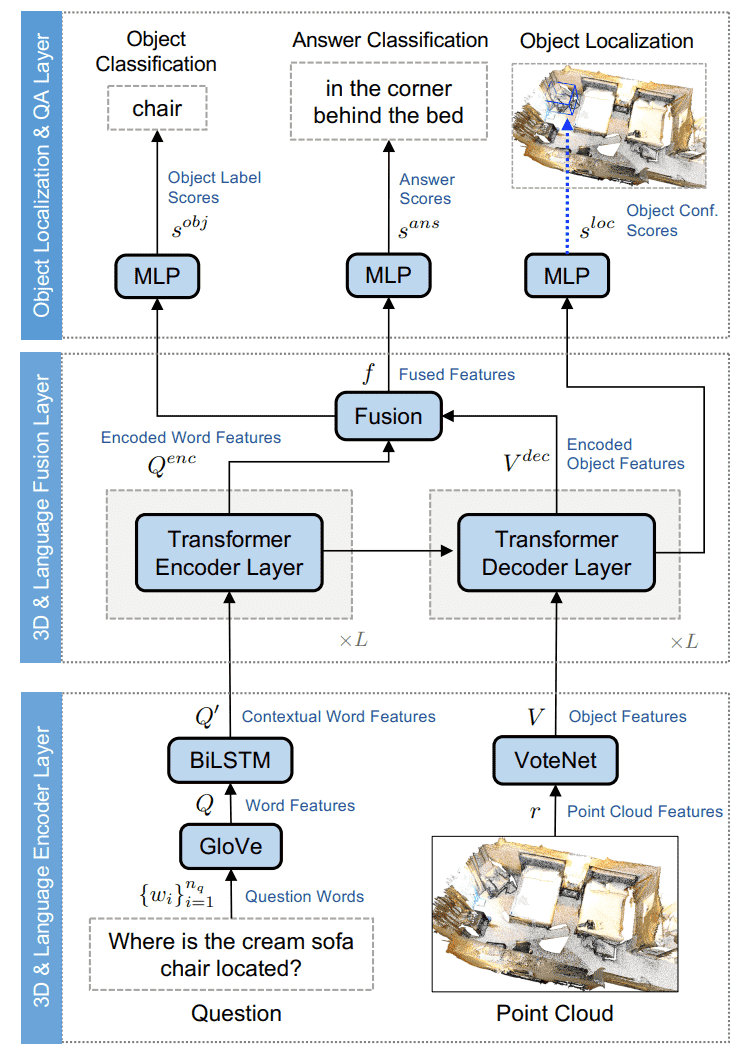 Object Localization & QA Layer
Object
Classification
chair
Object Label
Scores
s^{obj}
MLP
Answer Classification
in the corner
behind the bed
Answer
Scores
s^{ans}
MLP
Object Localization
Object Conf.
Scores
s^{loc}
MLP
3D & Language Fusion Layer
f
Fused Features
Fusion
Encoded Word Features
Q^{enc}
V^{dec}
Encoded
Object Features
Transformer
Encoder Layer
×L
Transformer
Decoder Layer
×L
3D & Language Encoder Layer
Q′
Contextual Word Features
BiLSTM
Q
Word Features
GloVe
{w_i}_{i=1}^{n_q}
Question Words
Where is the cream sofa
chair located?
Question
V
Object Features
VoteNet
r
Point Cloud Features
Point Cloud